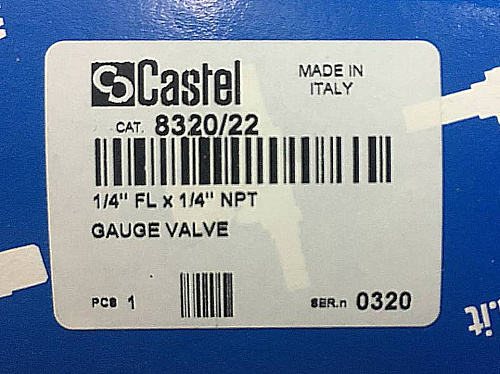 Castel
MADE IN
ITALY
CAT. 8320/22
1/4" FL x 1/4" NPT
GAUGE VALVE
PCS 1
SER.n 0320
.it